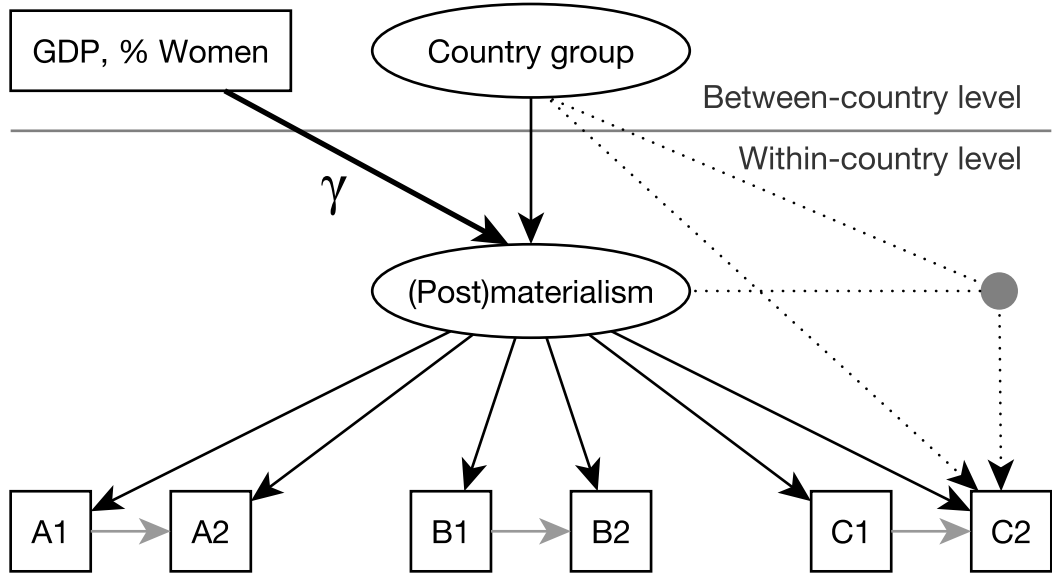 GDP, % Women
Country group
Between-country level
Within-country level
γ
(Post)materialism
A1
A2
B1
B2
C1
C2